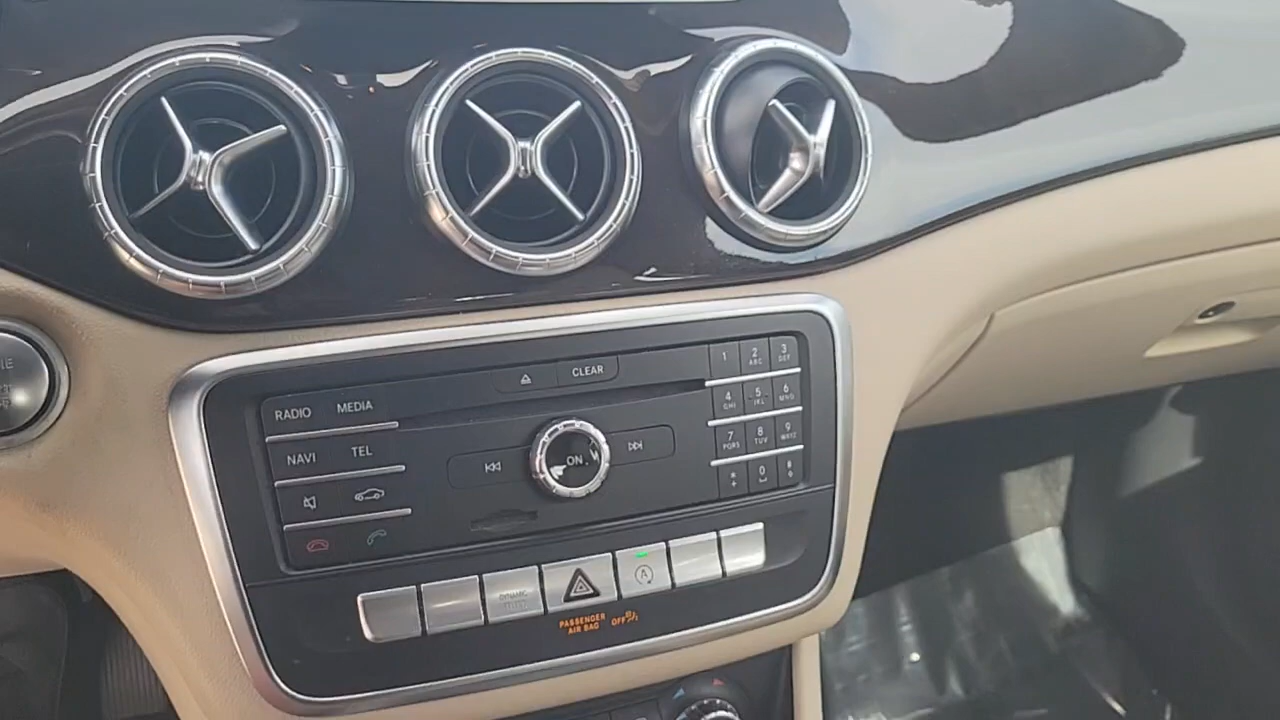 CLEAR
RADIO MEDIA
NAVI TEL
ON
1 2 ABC 3 DEF
4 GHI 5 JKL 6 MNO
7 PQRS 8 TUV 9 WXYZ
* 0 #
DYNAMIC
A
PASSENGER
AIR BAG OFF